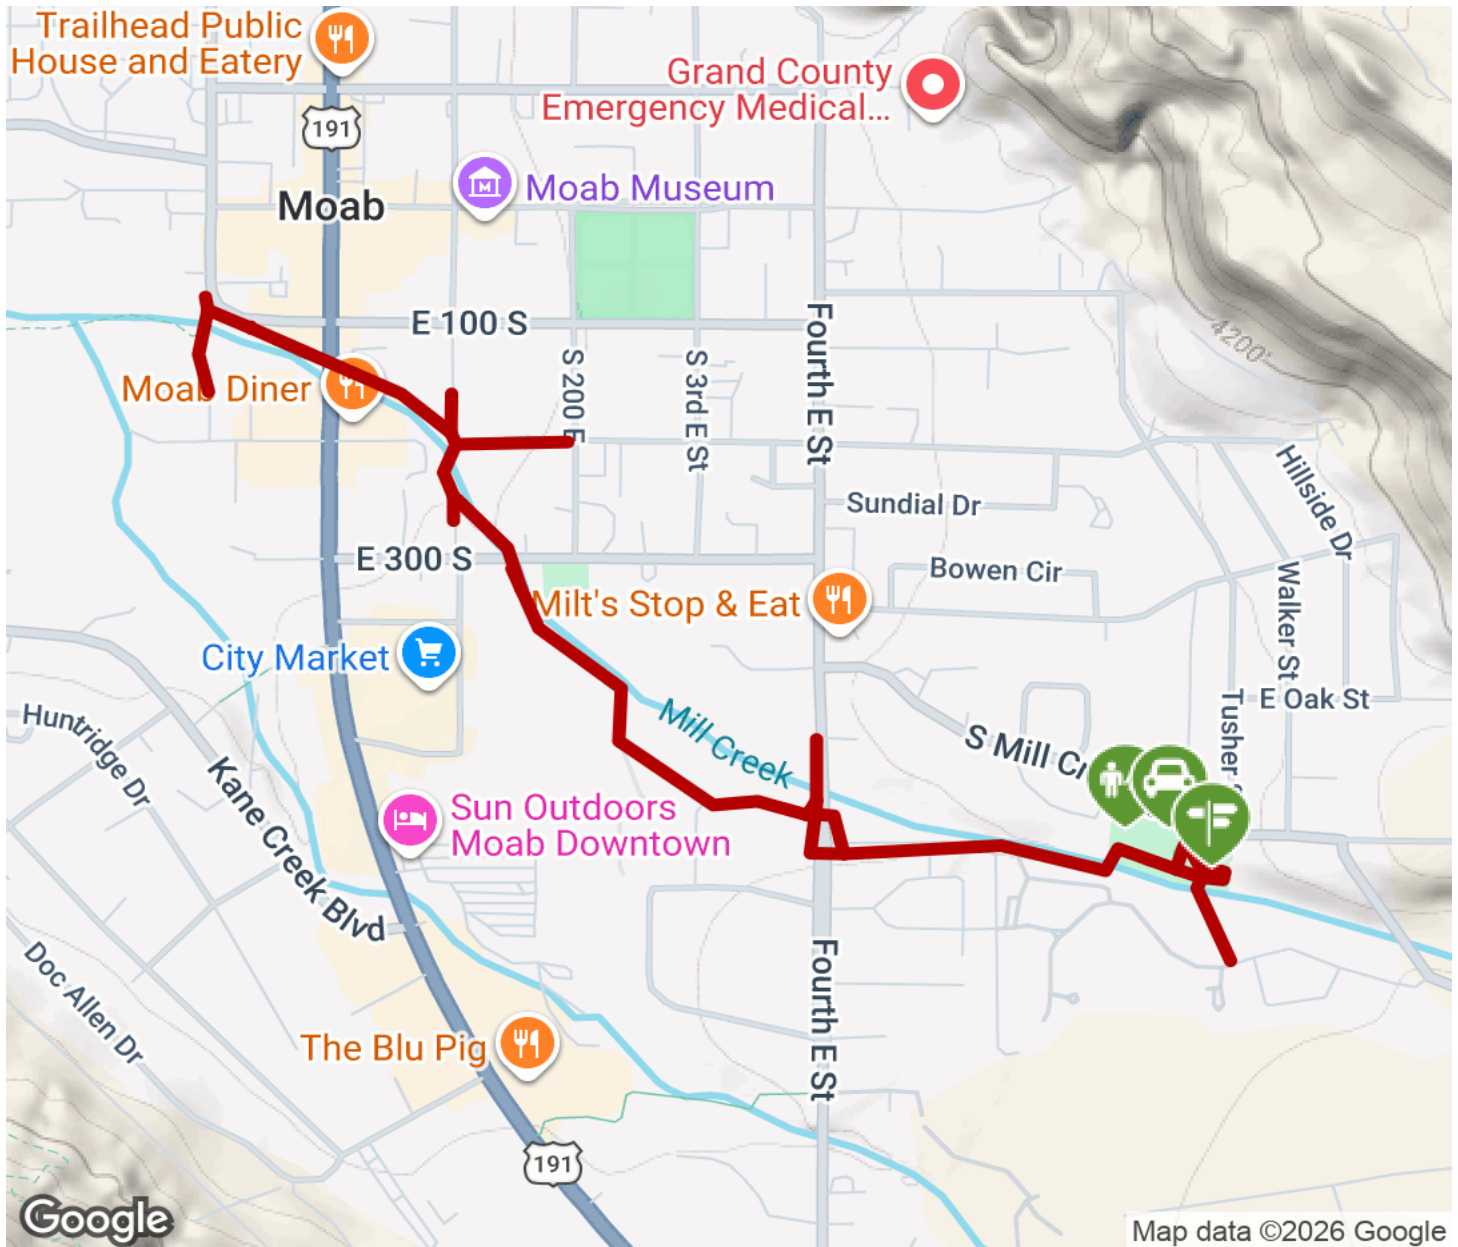 Trailhead Public
House and Eatery
191
Grand County
Emergency Medical...
Moab Museum
Moab
E 100 S
Fourth E St
4200'
Moab Diner
S 200 E
S 3rd E St
Hillside Dr
Sundial Dr
E 300 S
Bowen Cir
Walker St
Milt's Stop & Eat
City Market
Tusher
E Oak St
Huntridge Dr
Mill Creek
S Mill Cr
Kane Creek Blvd
Sun Outdoors
Moab Downtown
Doc Allen Dr
Fourth E St
The Blu Pig
191
Google
Map data ©2026 Google